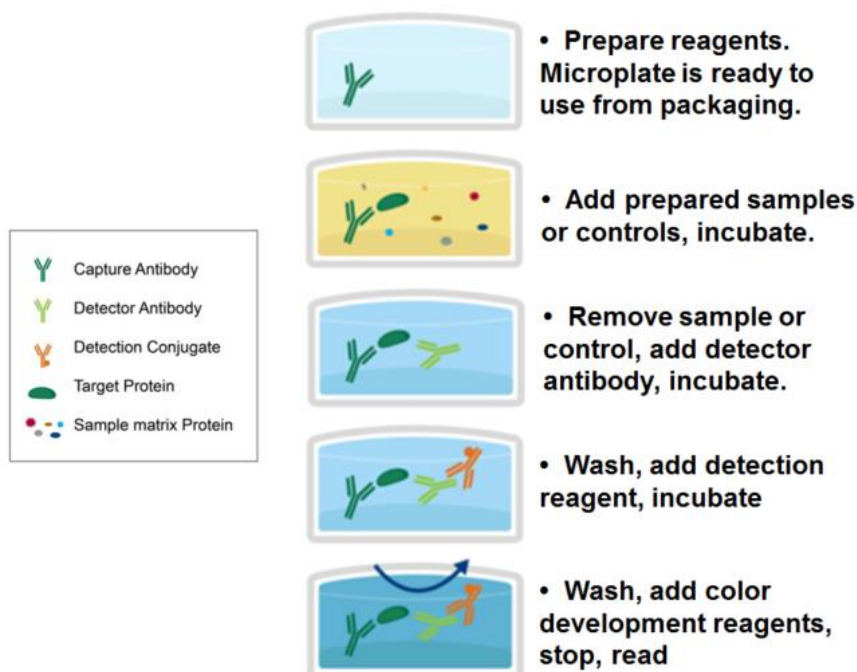 • Prepare reagents.
Microplate is ready to
use from packaging.
• Add prepared samples
or controls, incubate.
Capture Antibody
Detector Antibody
Detection Conjugate
Target Protein
Sample matrix Protein
• Remove sample or
control, add detector
antibody, incubate.
• Wash, add detection
reagent, incubate
• Wash, add color
development reagents,
stop, read